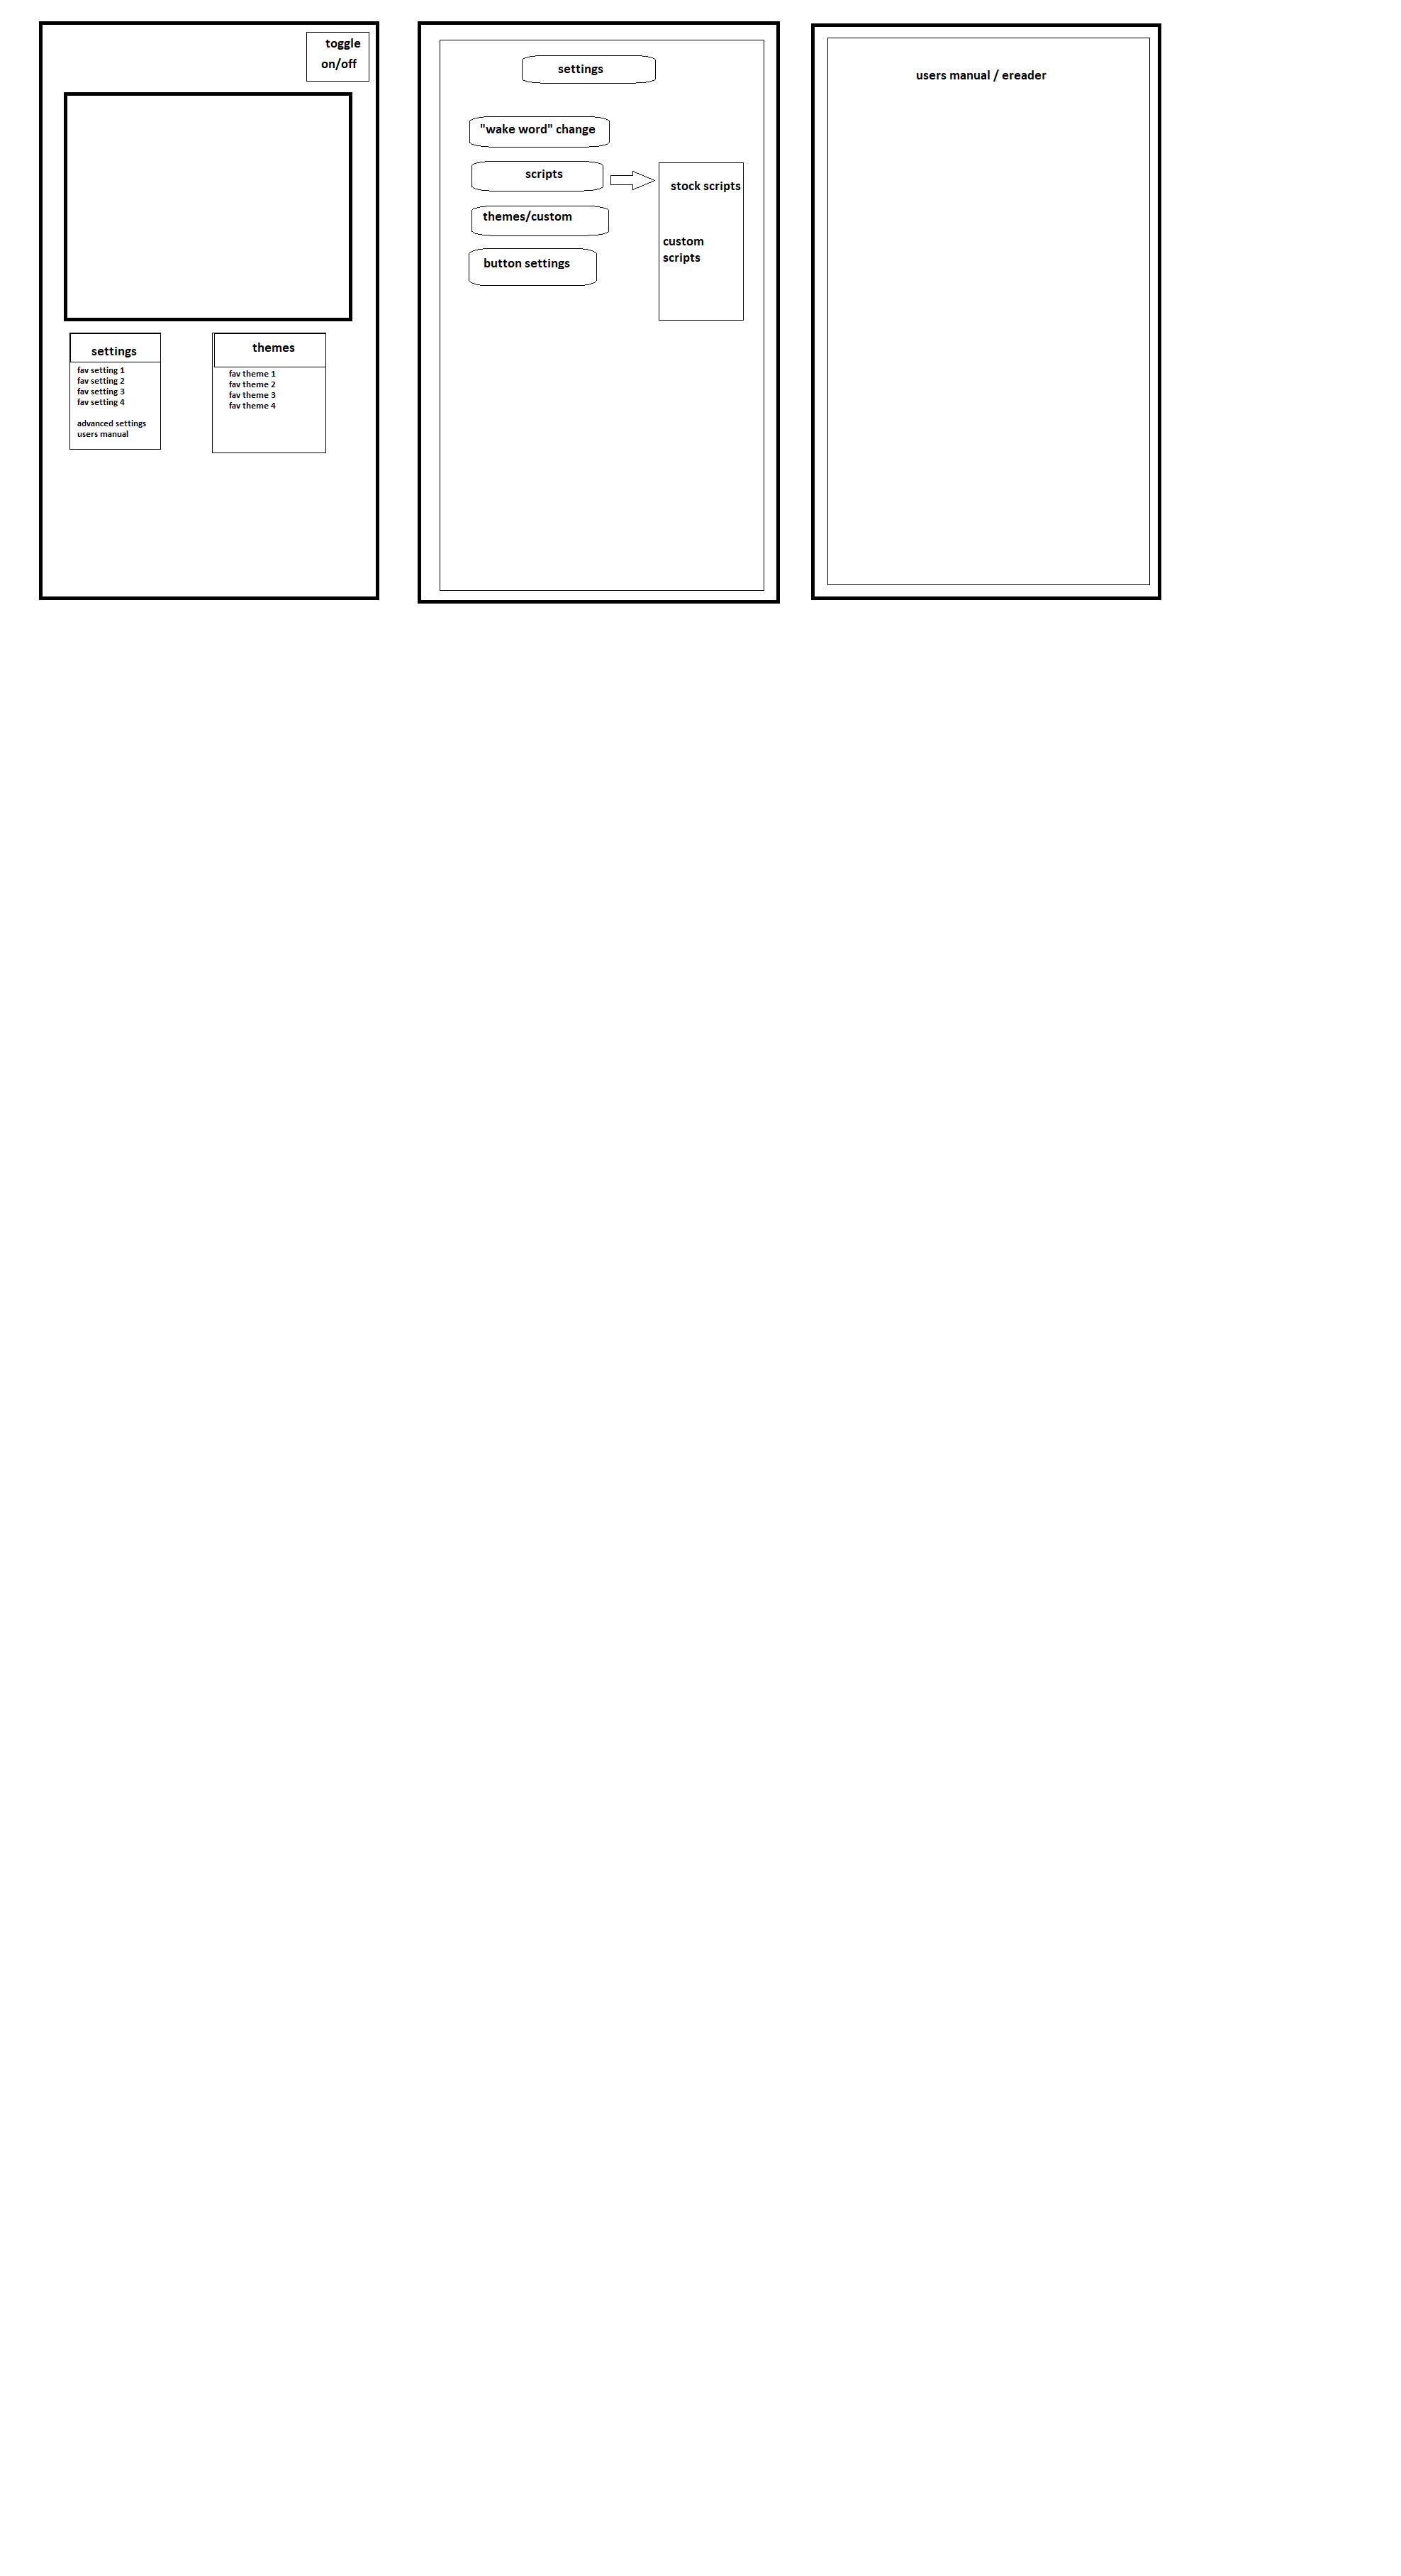 toggle
on/off
settings
fav setting 1
fav setting 2
fav setting 3
fav setting 4
advanced settings
users manual
themes
fav theme 1
fav theme 2
fav theme 3
fav theme 4
settings
"wake word" change
scripts
themes/custom
button settings
stock scripts
custom
scripts
users manual / ereader